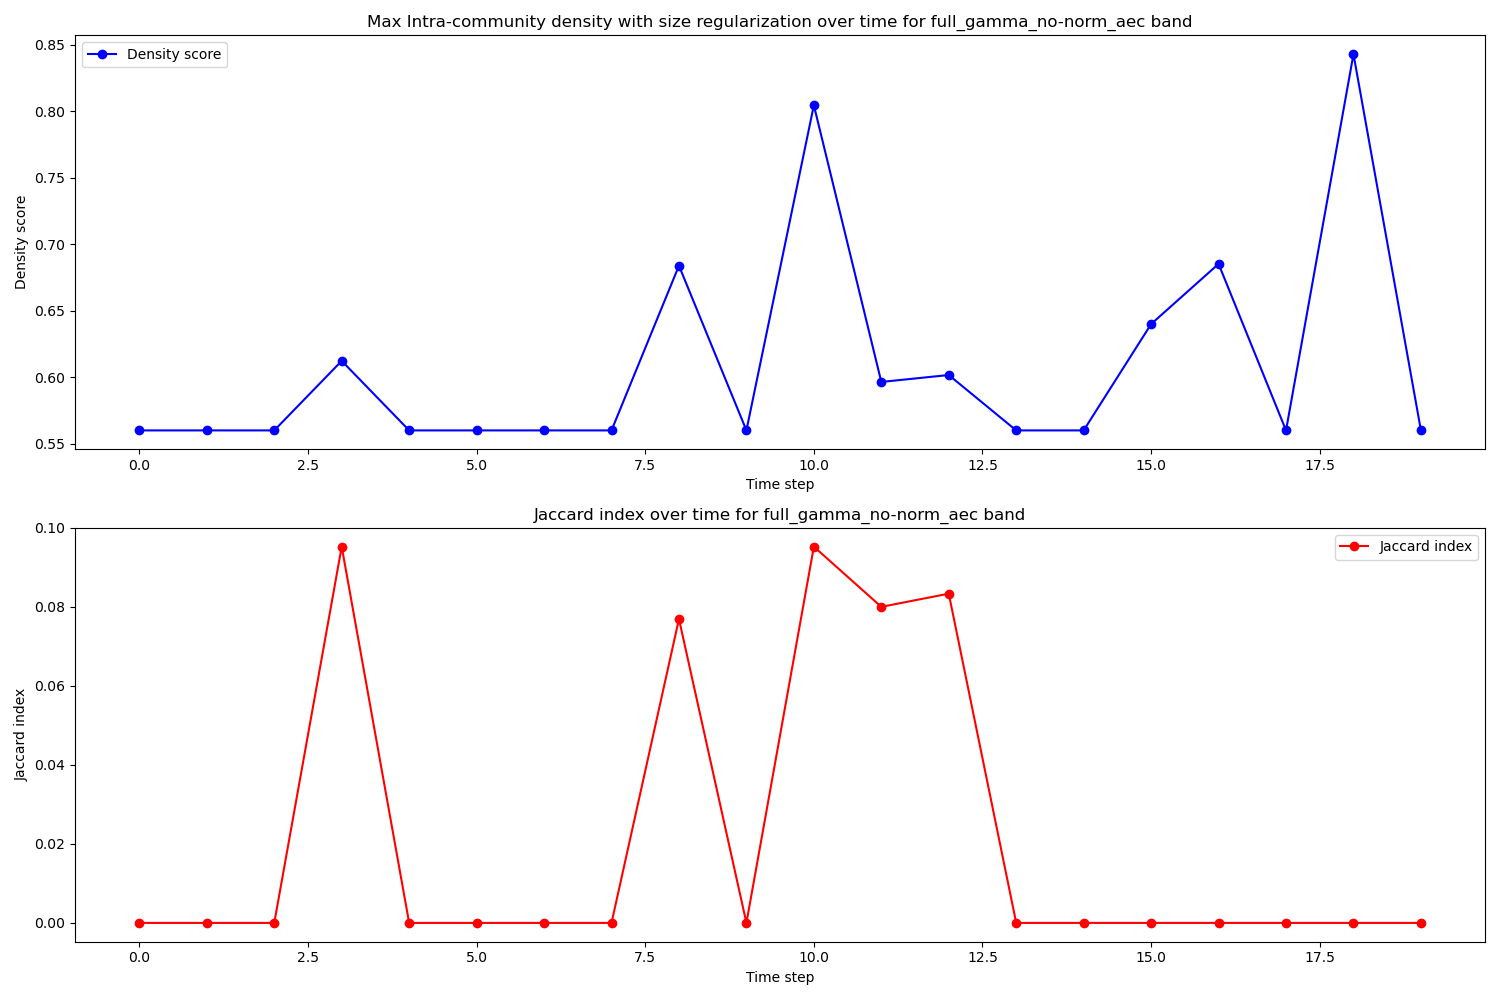 Max Intra-community density with size regularization over time for full_gamma_no-norm_aec band
Density score
0.85
0.80
0.75
0.70
0.65
0.60
0.55
Density score
0.0 2.5 5.0 7.5 10.0 12.5 15.0 17.5
Time step
Jaccard index over time for full_gamma_no-norm_aec band
Jaccard index
0.10
0.08
0.06
0.04
0.02
0.00
Jaccard index
0.0 2.5 5.0 7.5 10.0 12.5 15.0 17.5
Time step